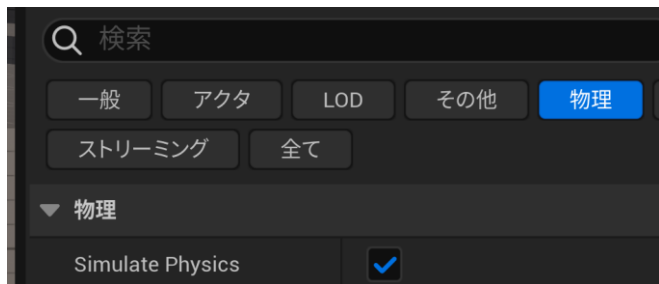 検索
一般 アクタ LOD その他 物理
ストリーミング 全て
物理
Simulate Physics